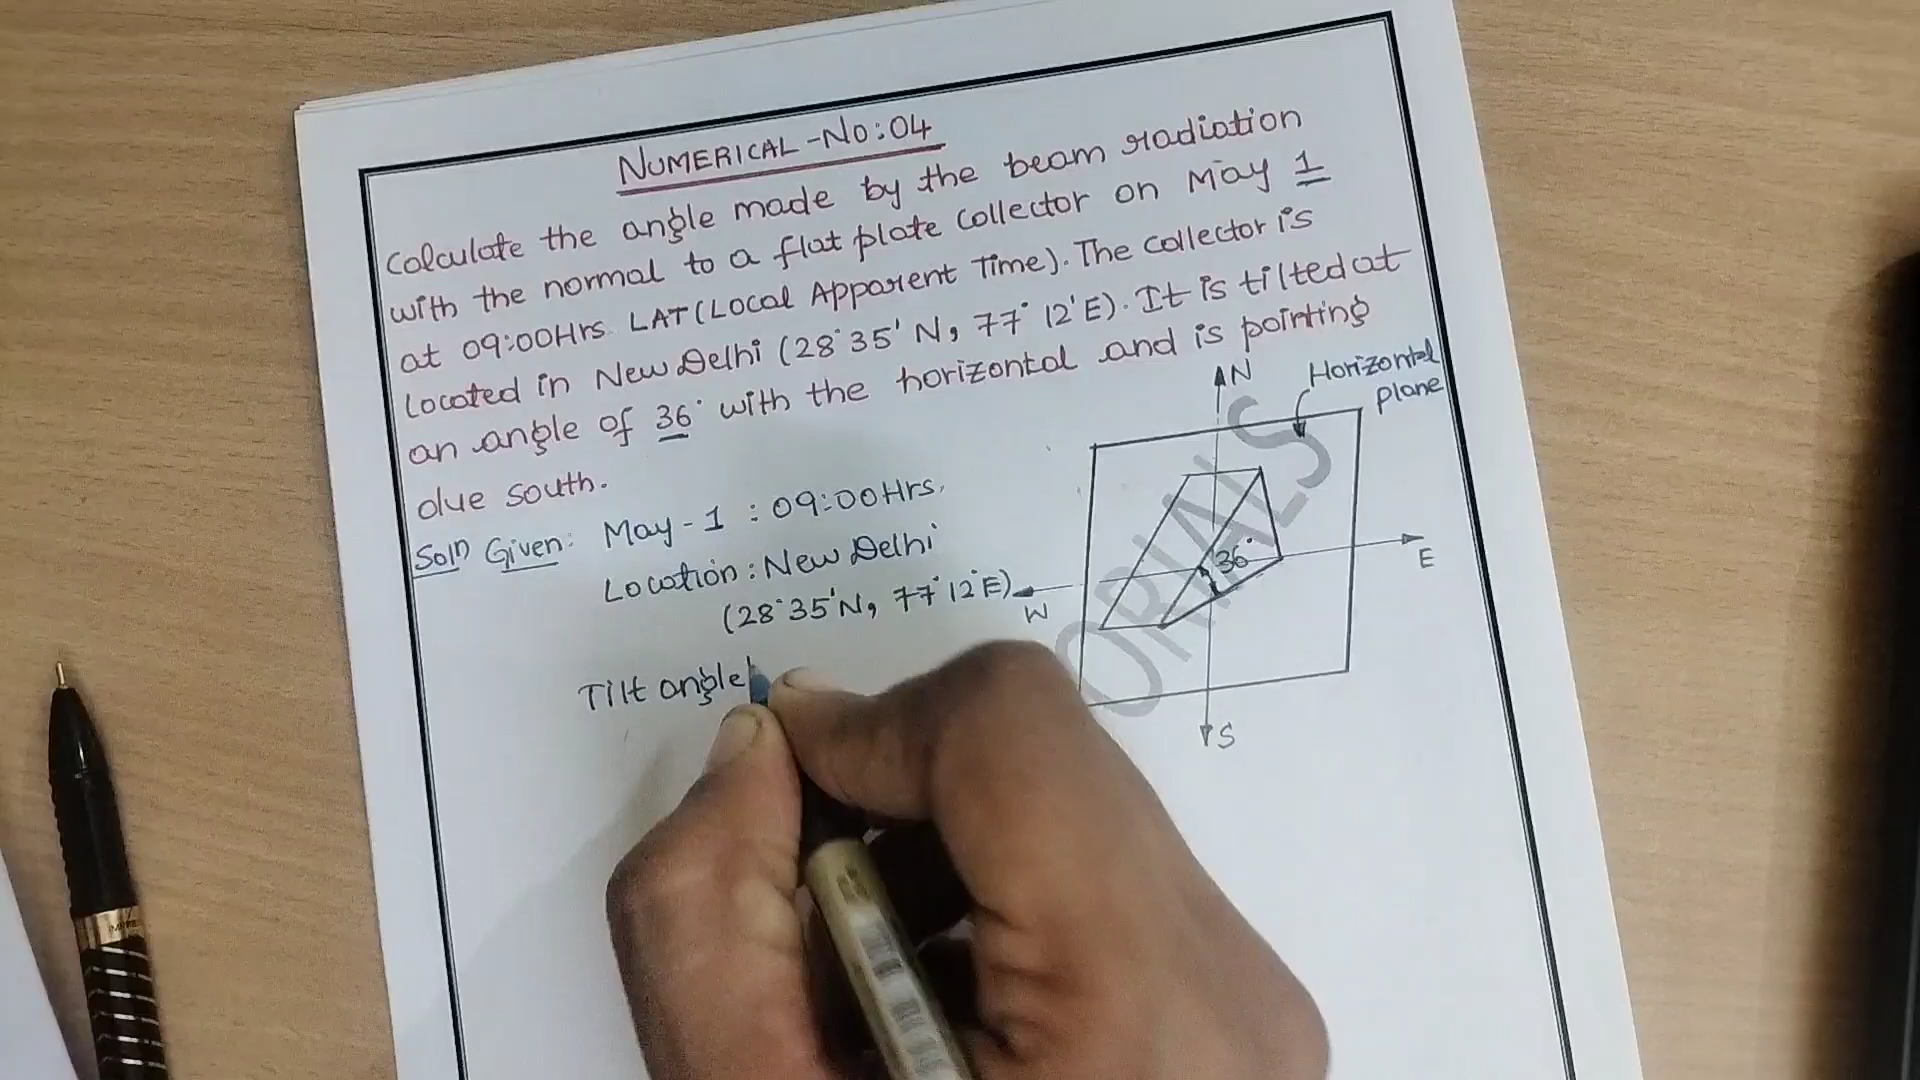 NUMERICAL-No:04
Calculate the angle made by the beam radiation
with the normal to a flat plate collector on May 1
at 09:00Hrs. LAT(Local Apparent Time). The collector is
Located in New Delhi (28°35'N, 77°12'E). It is tilted at
an angle of 36° with the horizontal and is pointing
due south.
Soln Given: May-1 : 09:00Hrs,
Location: New Delhi
(28°35'N, 77°12'E)
Tilt angle
N
Horizontal
plane
36°
E
W
S
ORIALS